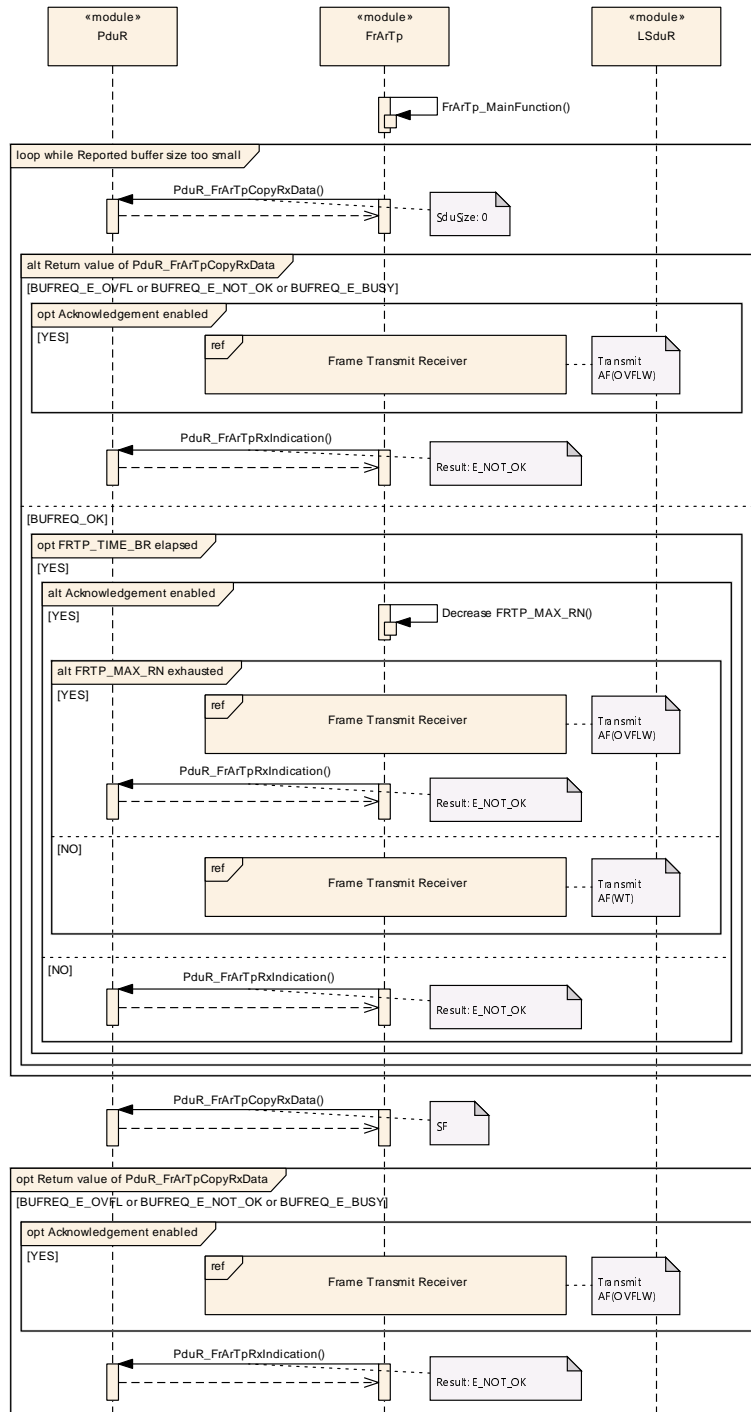 «module»
PduR
«module»
FrArTp
«module»
LSduR
FrArTp_MainFunction()
loop while Reported buffer size too small
PduR_FrArTpCopyRxData()
SduSize: 0
alt Return value of PduR_FrArTpCopyRxData
[BUFREQ_E_OVFL or BUFREQ_E_NOT_OK or BUFREQ_E_BUSY]
opt Acknowledgement enabled
[YES]
ref
Frame Transmit Receiver
Transmit
AF(OVFLW)
PduR_FrArTpRxIndication()
Result: E_NOT_OK
[BUFREQ_OK]
opt FRTP_TIME_BR elapsed
[YES]
alt Acknowledgement enabled
[YES]
Decrease FRTP_MAX_RN()
alt FRTP_MAX_RN exhausted
[YES]
ref
Frame Transmit Receiver
Transmit
AF(OVFLW)
PduR_FrArTpRxIndication()
Result: E_NOT_OK
[NO]
ref
Frame Transmit Receiver
Transmit
AF(WT)
[NO]
PduR_FrArTpRxIndication()
Result: E_NOT_OK
PduR_FrArTpCopyRxData()
SF
opt Return value of PduR_FrArTpCopyRxData
[BUFREQ_E_OVFL or BUFREQ_E_NOT_OK or BUFREQ_E_BUSY]
opt Acknowledgement enabled
[YES]
ref
Frame Transmit Receiver
Transmit
AF(OVFLW)
PduR_FrArTpRxIndication()
Result: E_NOT_OK